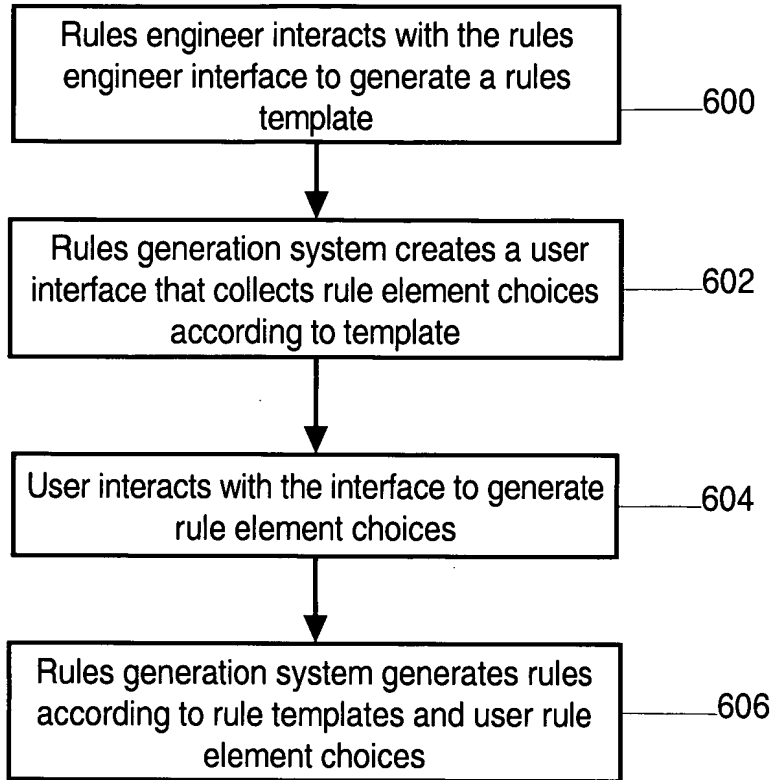 Rules engineer interacts with the rules
engineer interface to generate a rules
template
600
Rules generation system creates a user
interface that collects rule element choices
according to template
602
User interacts with the interface to generate
rule element choices
604
Rules generation system generates rules
according to rule templates and user rule
element choices
606